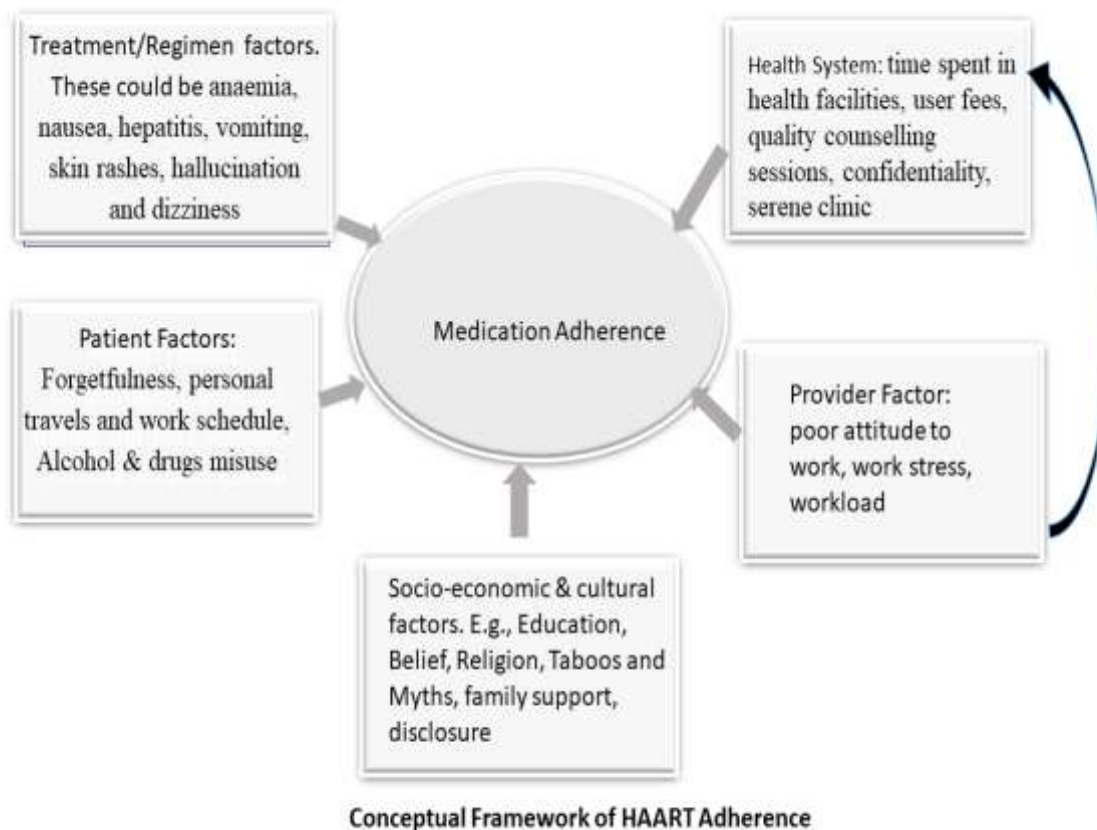 Treatment/Regimen factors.
These could be anaemia,
nausea, hepatitis, vomiting,
skin rashes, hallucination
and dizziness
Health System: time spent in
health facilities, user fees,
quality counselling
sessions, confidentiality,
serene clinic
Medication Adherence
Patient Factors:
Forgetfulness, personal
travels and work schedule,
Alcohol & drugs misuse
Provider Factor:
poor attitude to
work, work stress,
workload
Socio-economic & cultural
factors. E.g., Education,
Belief, Religion, Taboos and
Myths, family support,
disclosure
Conceptual Framework of HAART Adherence